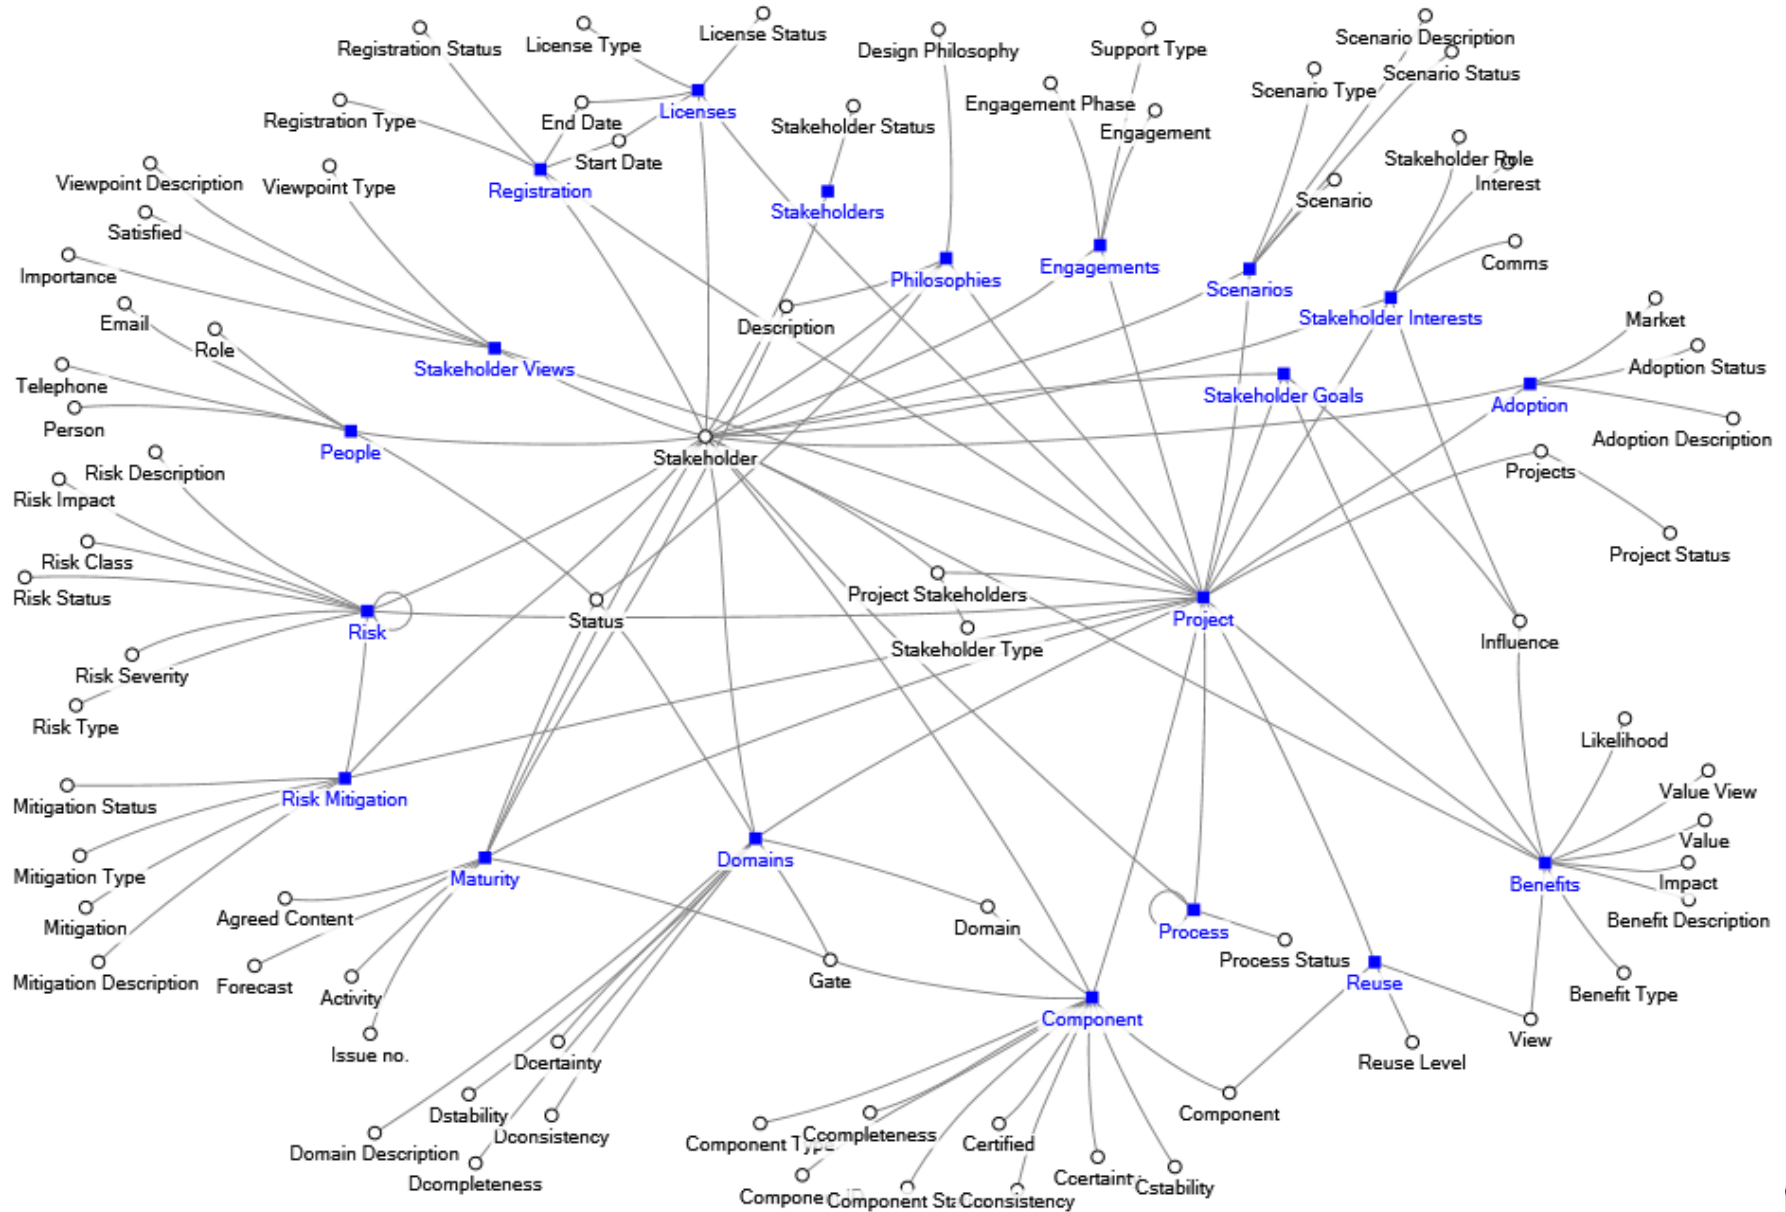 License Status
License Type
Registration Status
Design Philosophy
Support Type
Scenario Description
Scenario Status
Scenario Type
Engagement Phase
Licenses
End Date
Registration Type
Stakeholder Status
Engagement
Start Date
Stakeholder Role
Viewpoint Description
Viewpoint Type
Registration
Interest
Scenario
Stakeholders
Satisfied
Comms
Engagements
Importance
Philosophies
Scenarios
Email
Description
Stakeholder Interests
Market
Role
Stakeholder Views
Adoption Status
Telephone
Stakeholder Goals
Adoption
Person
People
Stakeholder
Adoption Description
Risk Description
Projects
Risk Impact
Risk Class
Project Status
Risk Status
Project Stakeholders
Status
Project
Risk
Stakeholder Type
Influence
Risk Severity
Risk Type
Likelihood
Value View
Risk Mitigation
Mitigation Status
Value
Domains
Mitigation Type
Maturity
Impact
Benefits
Agreed Content
Benefit Description
Mitigation
Domain
Process
Process Status
Mitigation Description
Forecast
Activity
Gate
Reuse
Benefit Type
Component
View
Issue no.
Dcertainty
Reuse Level
Dstability
Component
Dconsistency
Component Type
Ccompleteness
Certified
Domain Description
Dcompleteness
Cstability
Cconsistency